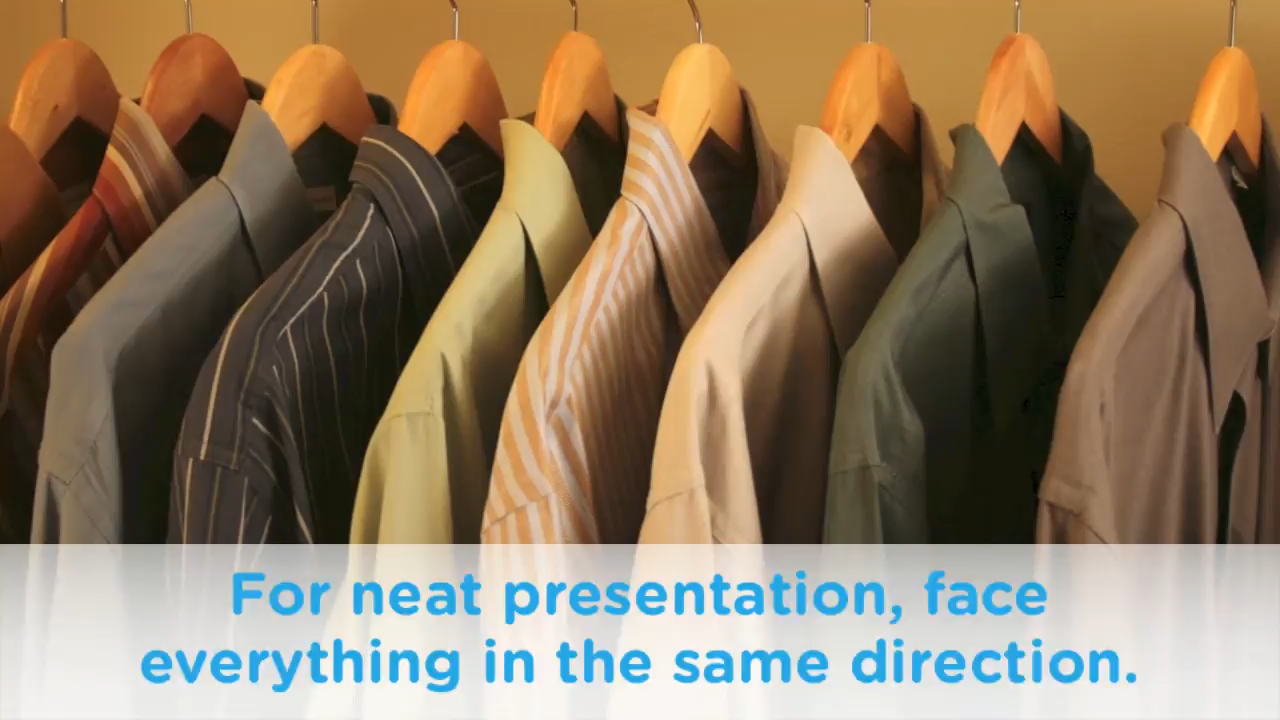 For neat presentation, face
everything in the same direction.